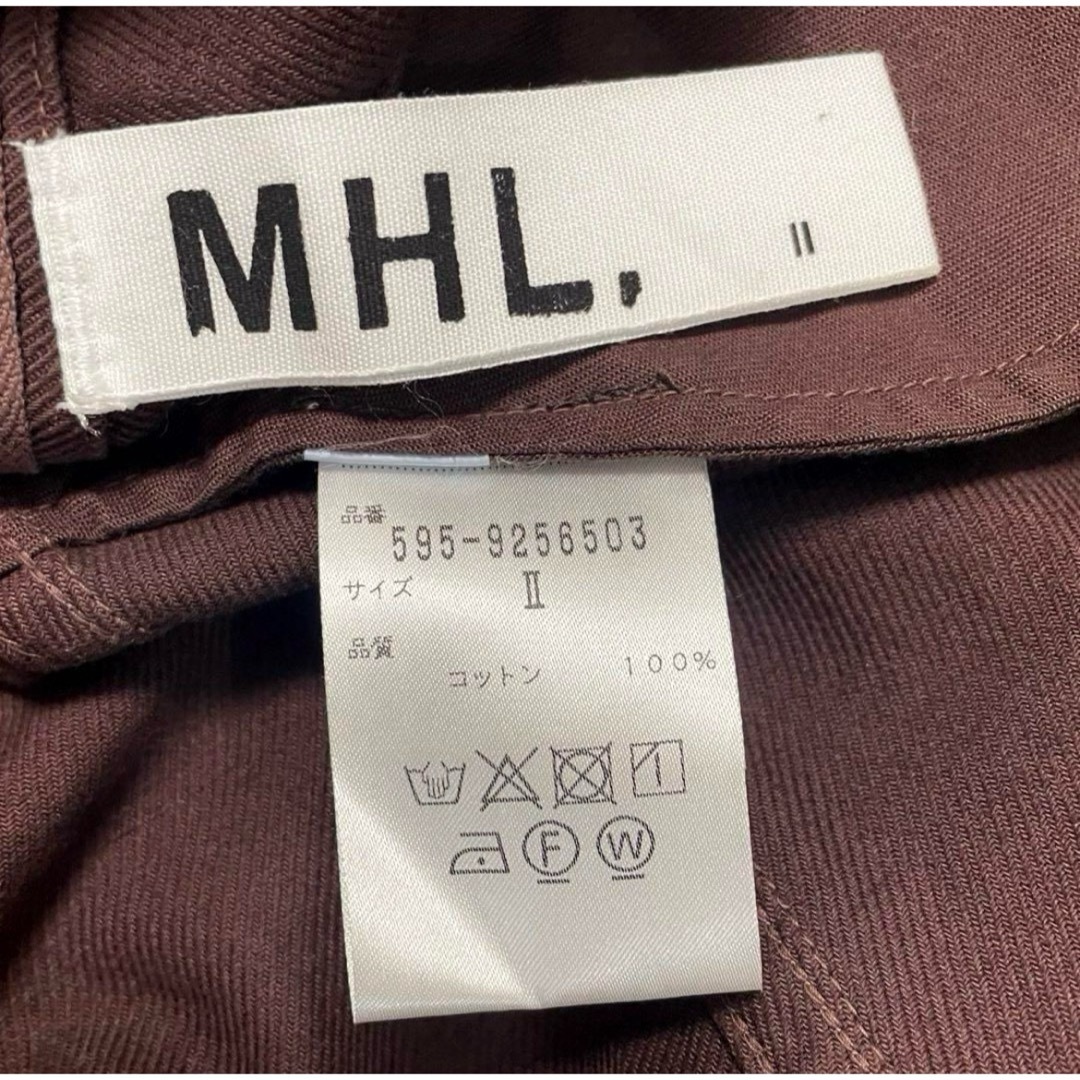 MHL. II
品番
595-9256503
サイズ II
品質
コットン 100%
F W